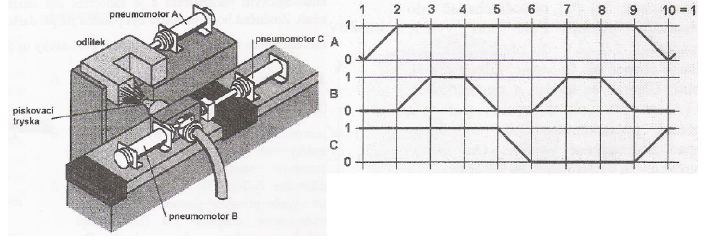 pneumomotor A
odlitek
pneumomotor C
pískovací
tryska
pneumomotor B
1 2 3 4 5 6 7 8 9 10 = 1
A 1
0
B 1
0
C 1
0